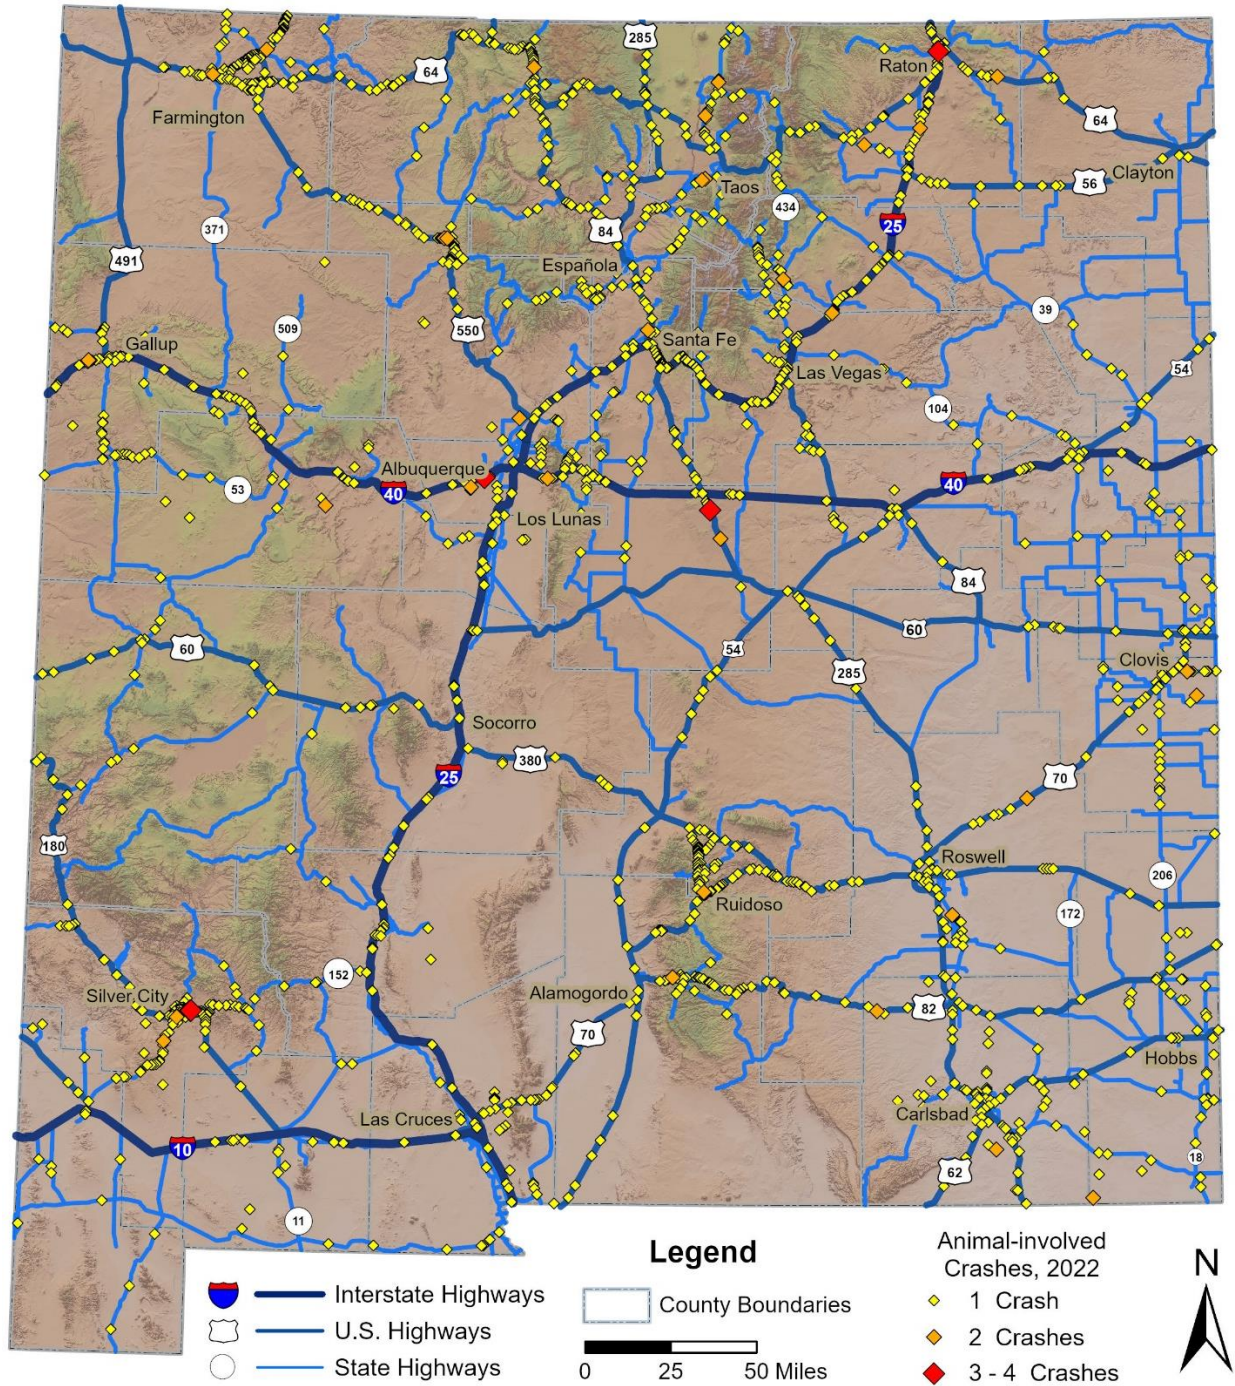 285
Raton
64
Farmington
64
Clayton
56
Taos
434
84
25
371
491
Española
39
509
550
Gallup
Santa Fe
Las Vegas
54
104
Albuquerque
53
40
40
Los Lunas
84
60
60
54
Clovis
285
Socorro
380
25
70
180
Roswell
206
Ruidoso
172
152
Silver City
Alamogordo
82
70
Hobbs
Las Cruces
Carlsbad
10
62
18
11
Legend
Interstate Highways
U.S. Highways
State Highways
County Boundaries
0 25 50 Miles
Animal-involved
Crashes, 2022
1 Crash
2 Crashes
3 - 4 Crashes
N